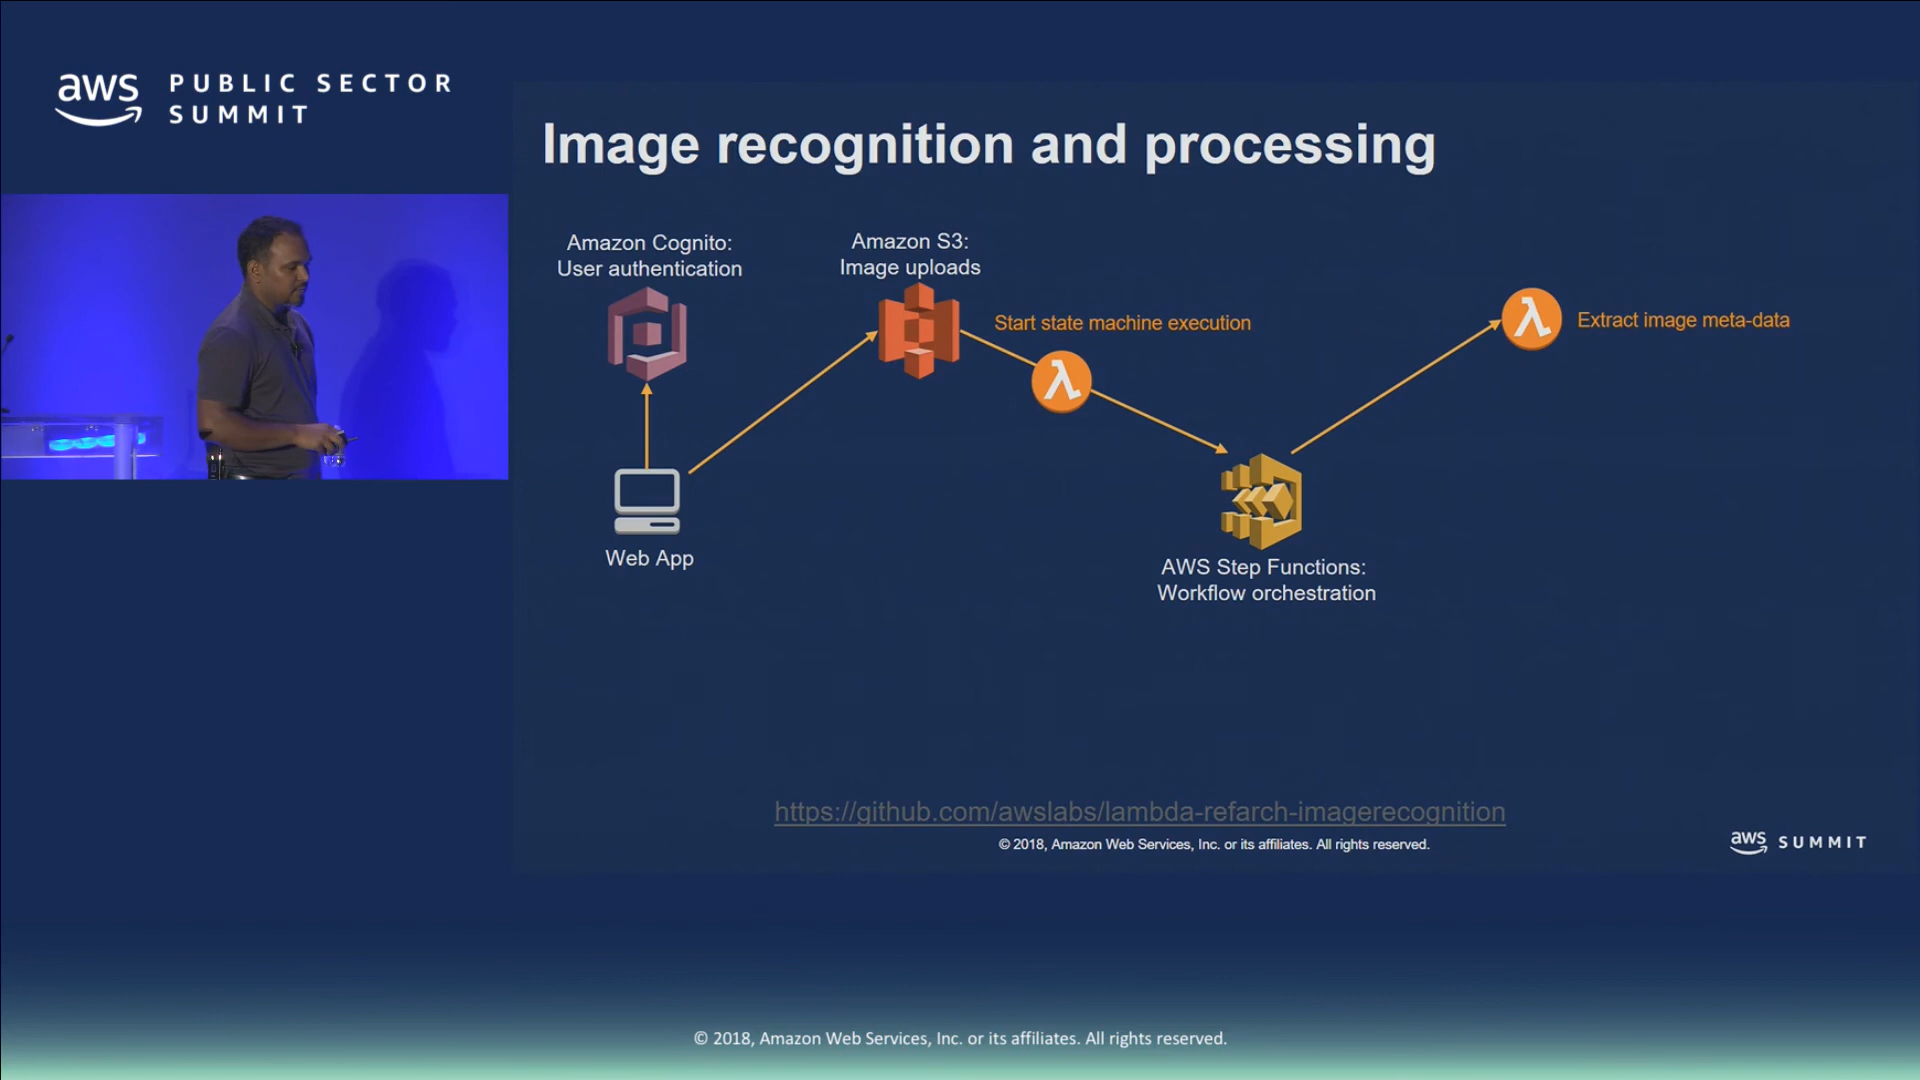 aws PUBLIC SECTOR
SUMMIT
Image recognition and processing
Amazon Cognito:
User authentication
Amazon S3:
Image uploads
Start state machine execution
Extract image meta-data
Web App
AWS Step Functions:
Workflow orchestration
https://github.com/awslabs/lambda-refarch-imagerecognition
© 2018, Amazon Web Services, Inc. or its affiliates. All rights reserved.
aws SUMMIT
© 2018, Amazon Web Services, Inc. or its affiliates. All rights reserved.